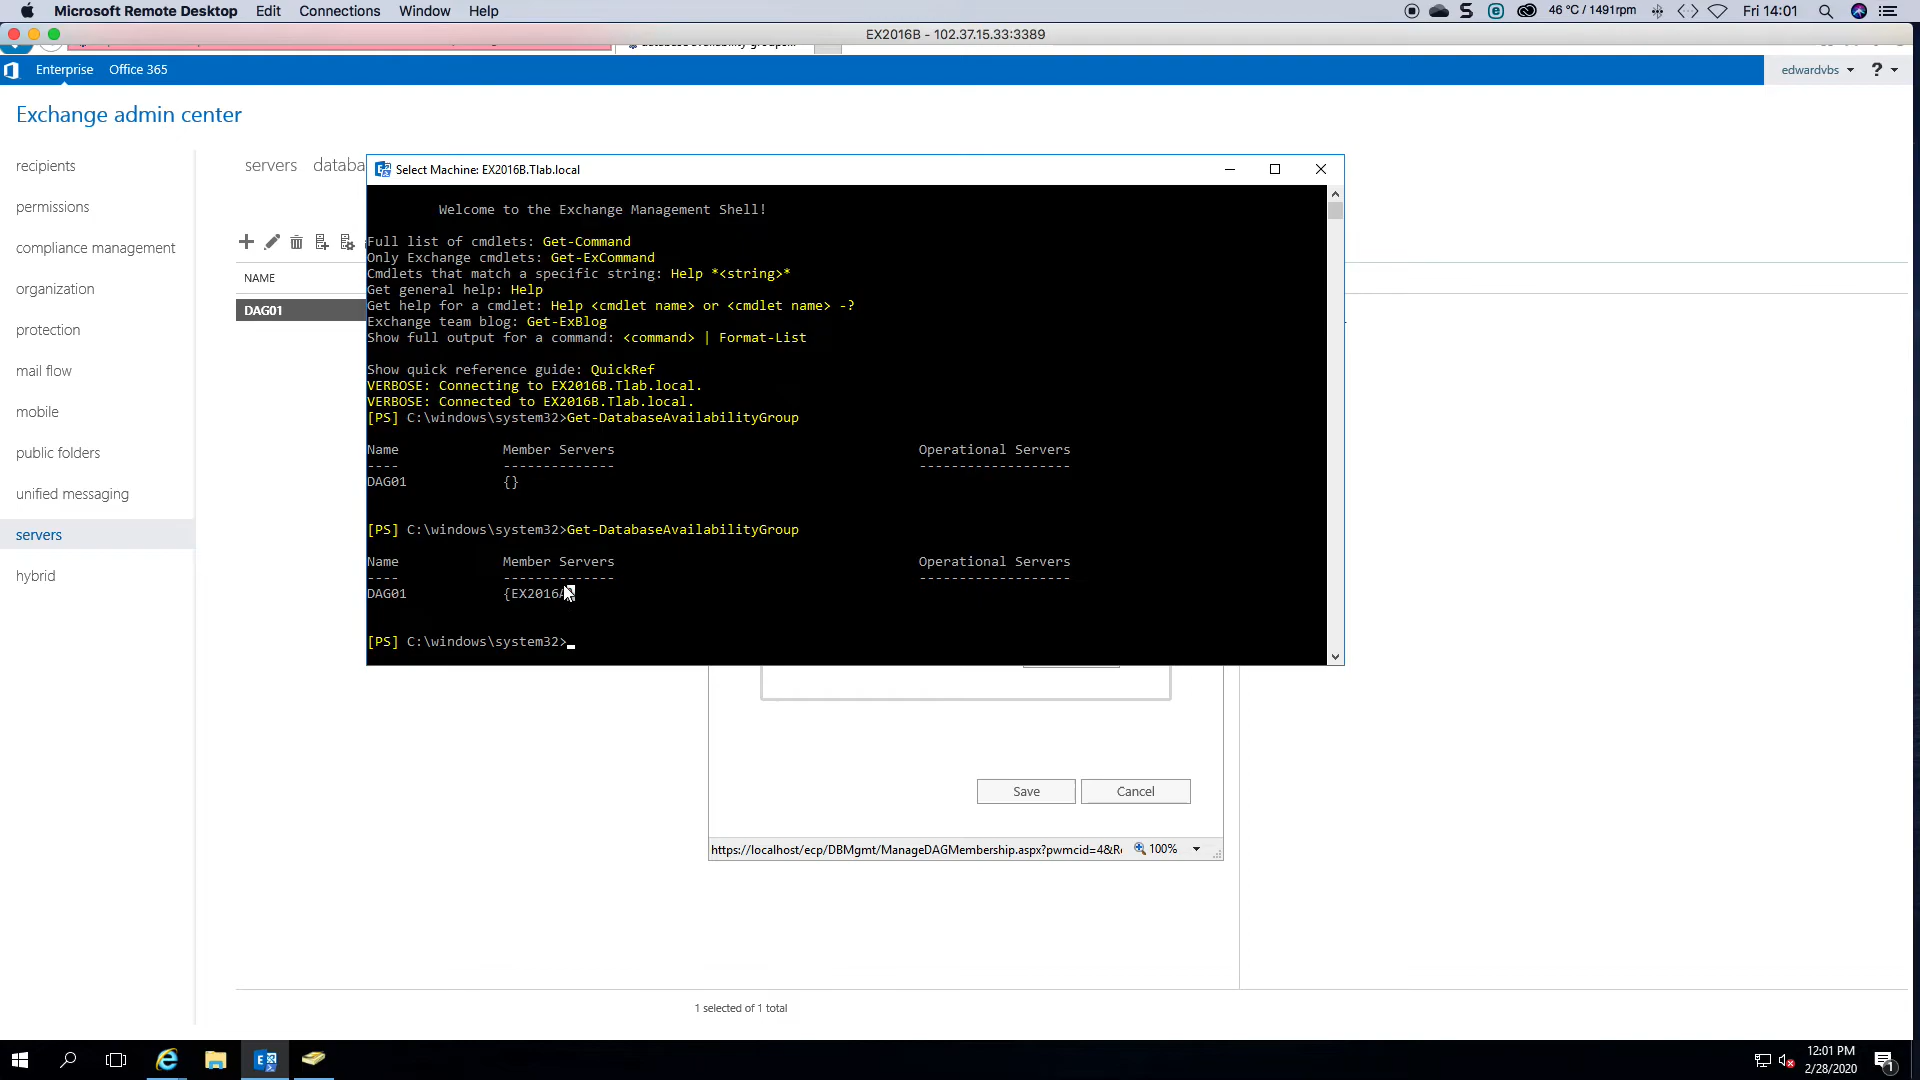 Microsoft Remote Desktop Edit Connections Window Help
46 °C / 1491rpm Fri 14:01
EX2016B - 102.37.15.33:3389
Enterprise Office 365
edwardvbs ?
Exchange admin center
recipients
permissions
compliance management
organization
protection
mail flow
mobile
public folders
unified messaging
servers
hybrid
servers databa
NAME
DAG01
Select Machine: EX2016B.Tlab.local
Welcome to the Exchange Management Shell!
Full list of cmdlets: Get-Command
Only Exchange cmdlets: Get-ExCommand
Cmdlets that match a specific string: Help *<string>*
Get general help: Help
Get help for a cmdlet: Help <cmdlet name> or <cmdlet name> -?
Exchange team blog: Get-ExBlog
Show full output for a command: <command> | Format-List
Show quick reference guide: QuickRef
VERBOSE: Connecting to EX2016B.Tlab.local.
VERBOSE: Connected to EX2016B.Tlab.local.
[PS] C:\windows\system32>Get-DatabaseAvailabilityGroup
Name Member Servers Operational Servers
---- -------------- -------------------
DAG01 {}
[PS] C:\windows\system32>Get-DatabaseAvailabilityGroup
Name Member Servers Operational Servers
---- -------------- -------------------
DAG01 {EX2016A}
[PS] C:\windows\system32>
Save Cancel
https://localhost/ecp/DBMgmt/ManageDAGMembership.aspx?pwmcid=4&R 100%
1 selected of 1 total
12:01 PM
2/28/2020
1